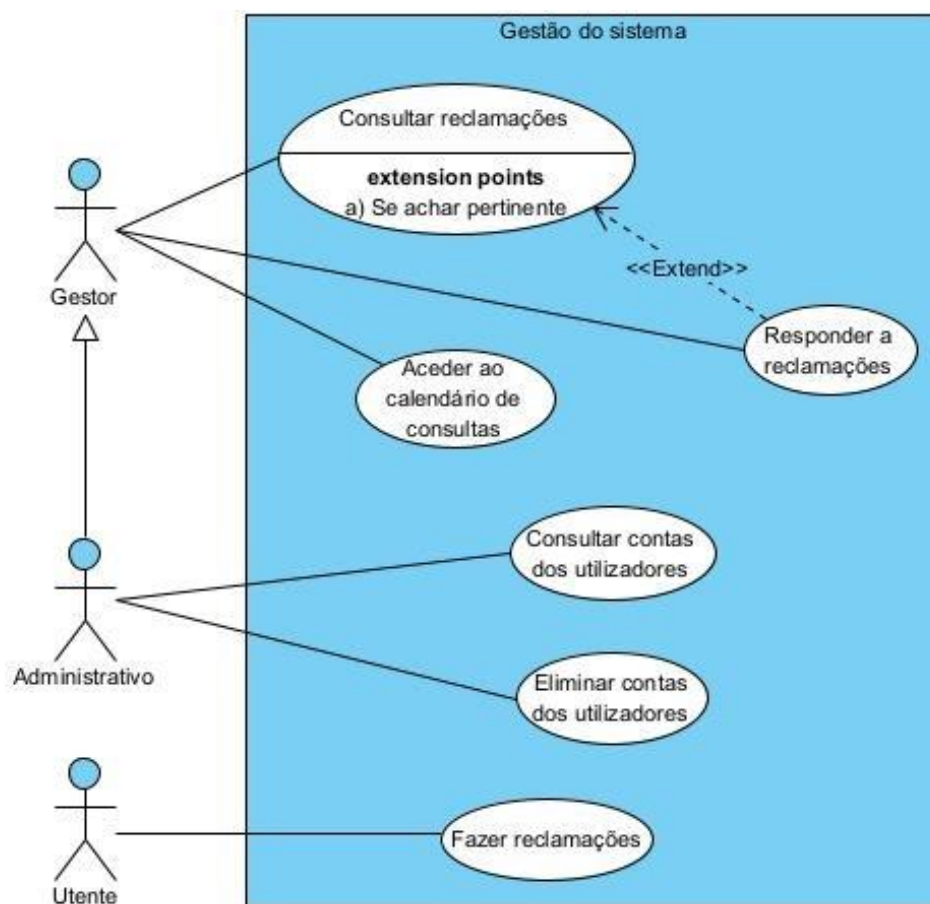 Gestão do sistema
Consultar reclamações
extension points
a) Se achar pertinente
<<Extend>>
Gestor
Responder a
reclamações
Aceder ao
calendário de
consultas
Consultar contas
dos utilizadores
Administrativo
Eliminar contas
dos utilizadores
Fazer reclamações
Utente